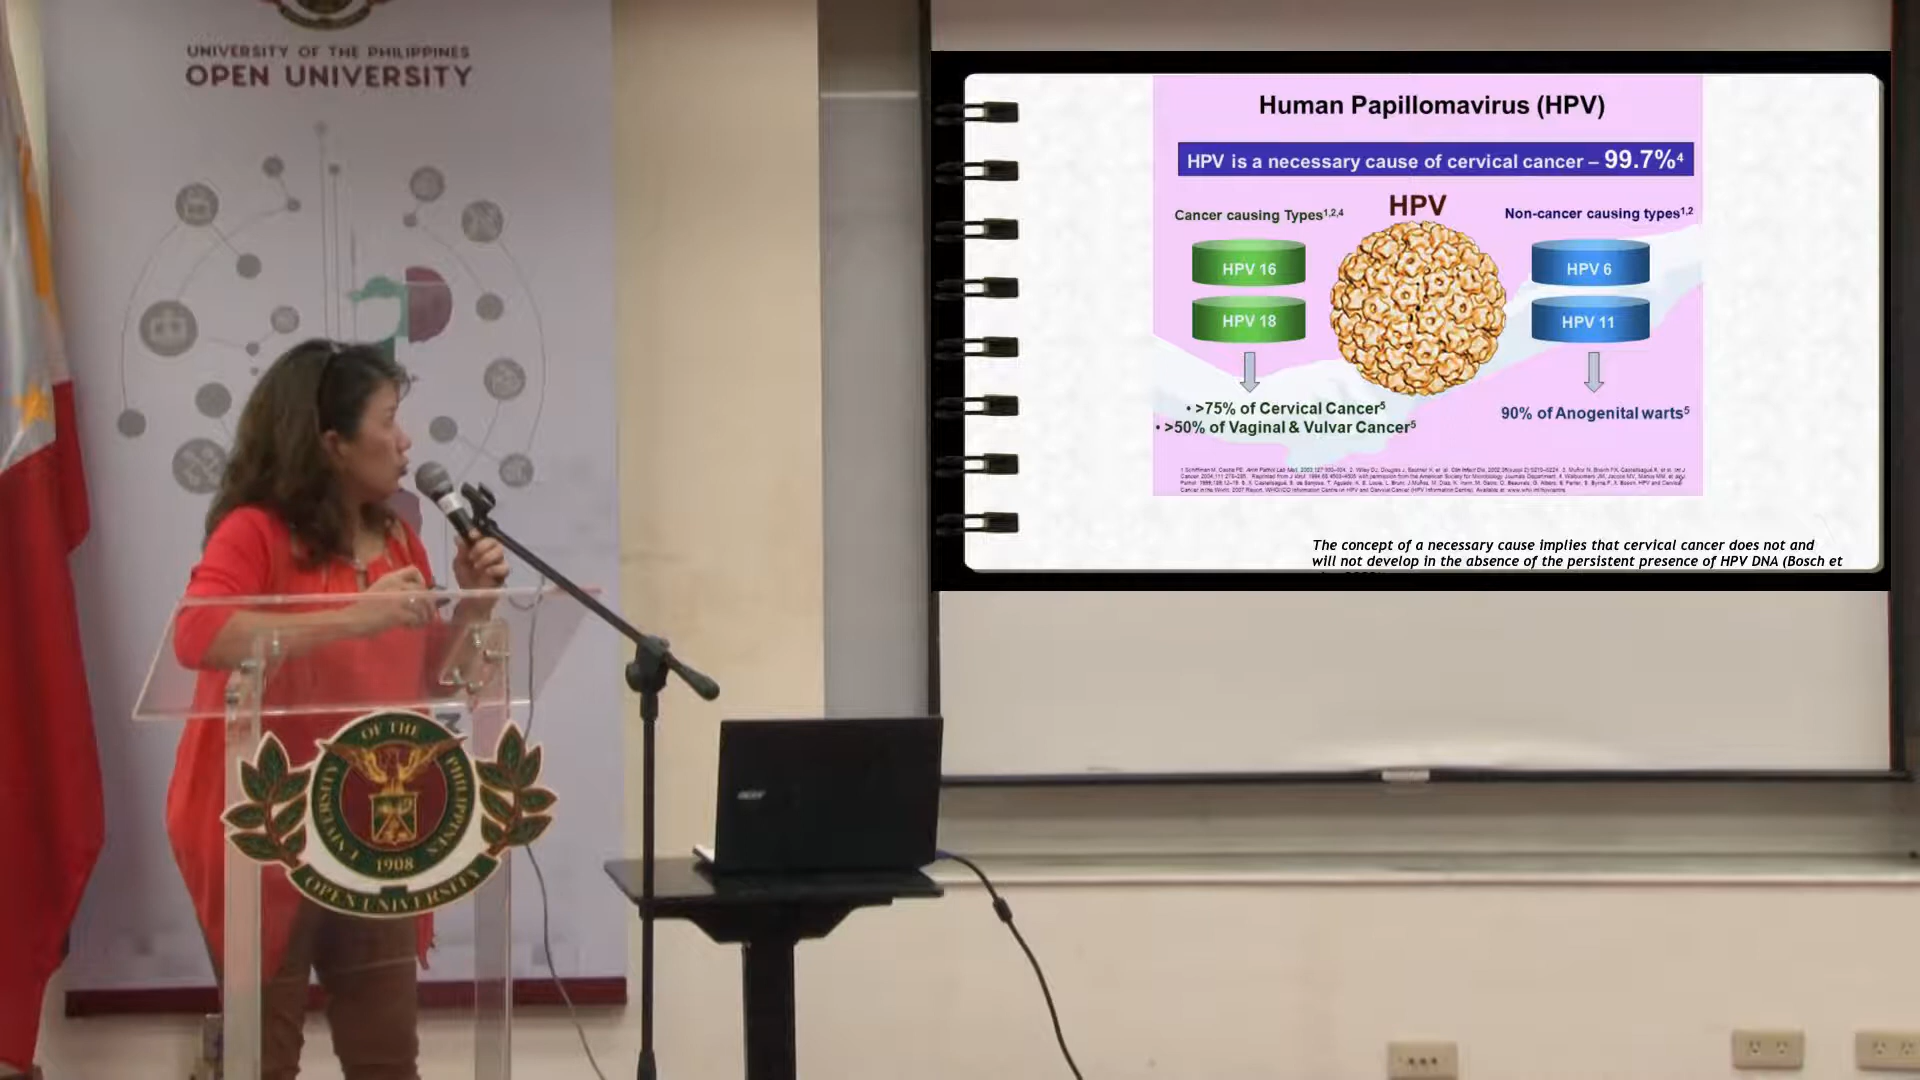 UNIVERSITY OF THE PHILIPPINES
OPEN UNIVERSITY
Human Papillomavirus (HPV)
HPV is a necessary cause of cervical cancer – 99.7%⁴
Cancer causing Types¹,²,⁴
HPV
Non-cancer causing types¹,²
HPV 16
HPV 6
HPV 18
HPV 11
• >75% of Cervical Cancer⁵
• >50% of Vaginal & Vulvar Cancer⁵
90% of Anogenital warts⁵
The concept of a necessary cause implies that cervical cancer does not and
will not develop in the absence of the persistent presence of HPV DNA (Bosch et
acer
UNIVERSITY OF THE PHILIPPINES
1908
OPEN UNIVERSITY